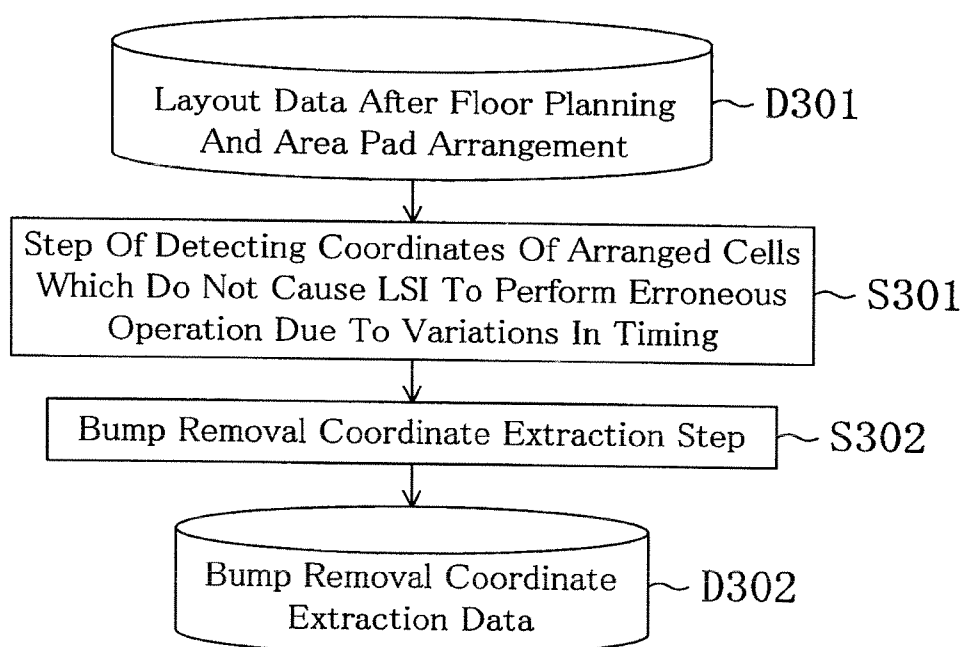 Layout Data After Floor Planning
And Area Pad Arrangement
D301
Step Of Detecting Coordinates Of Arranged Cells
Which Do Not Cause LSI To Perform Erroneous
Operation Due To Variations In Timing
S301
Bump Removal Coordinate Extraction Step
S302
Bump Removal Coordinate
Extraction Data
D302